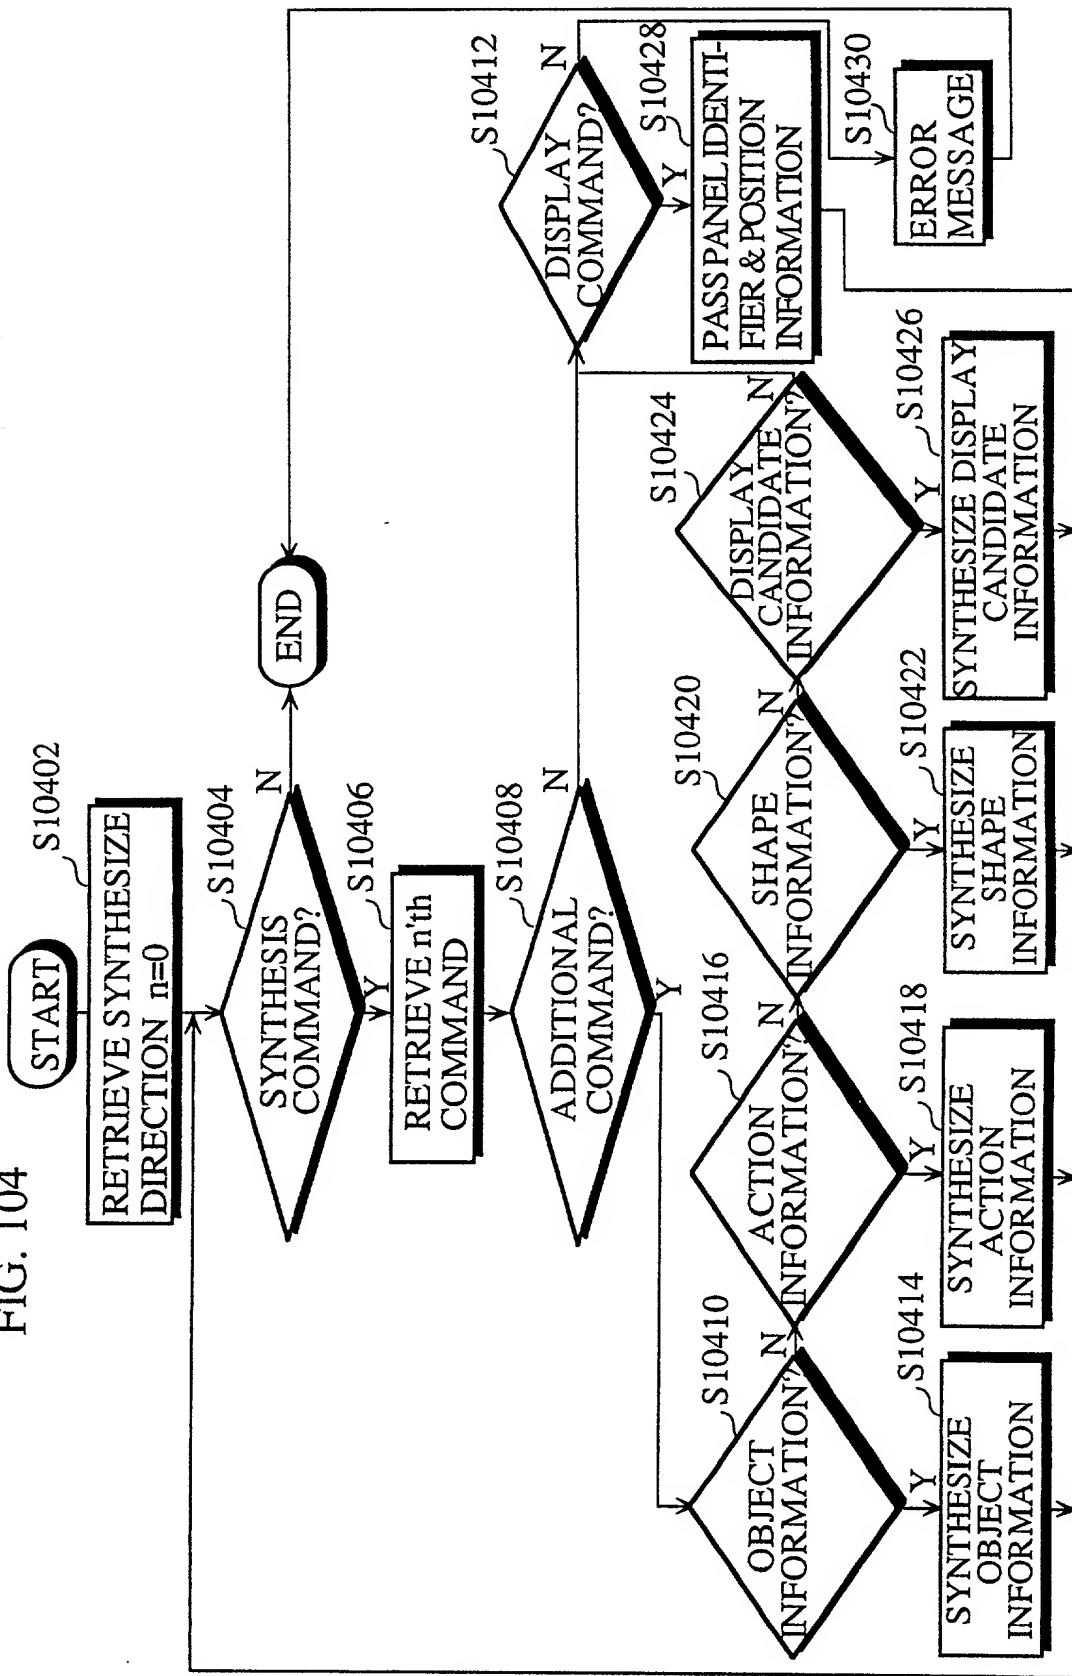 FIG. 104
START
S10402
RETRIEVE SYNTHESIZE
DIRECTION n=0
S10404
SYNTHESIS
COMMAND?
N
END
Y
S10406
RETRIEVE n'th
COMMAND
S10408
ADDITIONAL
COMMAND?
N
Y
S10412
DISPLAY
COMMAND?
N
Y
S10428
PASS PANEL IDENTI-
FIER & POSITION
INFORMATION
S10430
ERROR
MESSAGE
S10410
OBJECT
INFORMATION?
N
Y
S10414
SYNTHESIZE
OBJECT
INFORMATION
S10416
ACTION
INFORMATION?
N
Y
S10418
SYNTHESIZE
ACTION
INFORMATION
S10420
SHAPE
INFORMATION?
N
Y
S10422
SYNTHESIZE
SHAPE
INFORMATION
S10424
DISPLAY
CANDIDATE
INFORMATION?
N
Y
S10426
SYNTHESIZE DISPLAY
CANDIDATE
INFORMATION